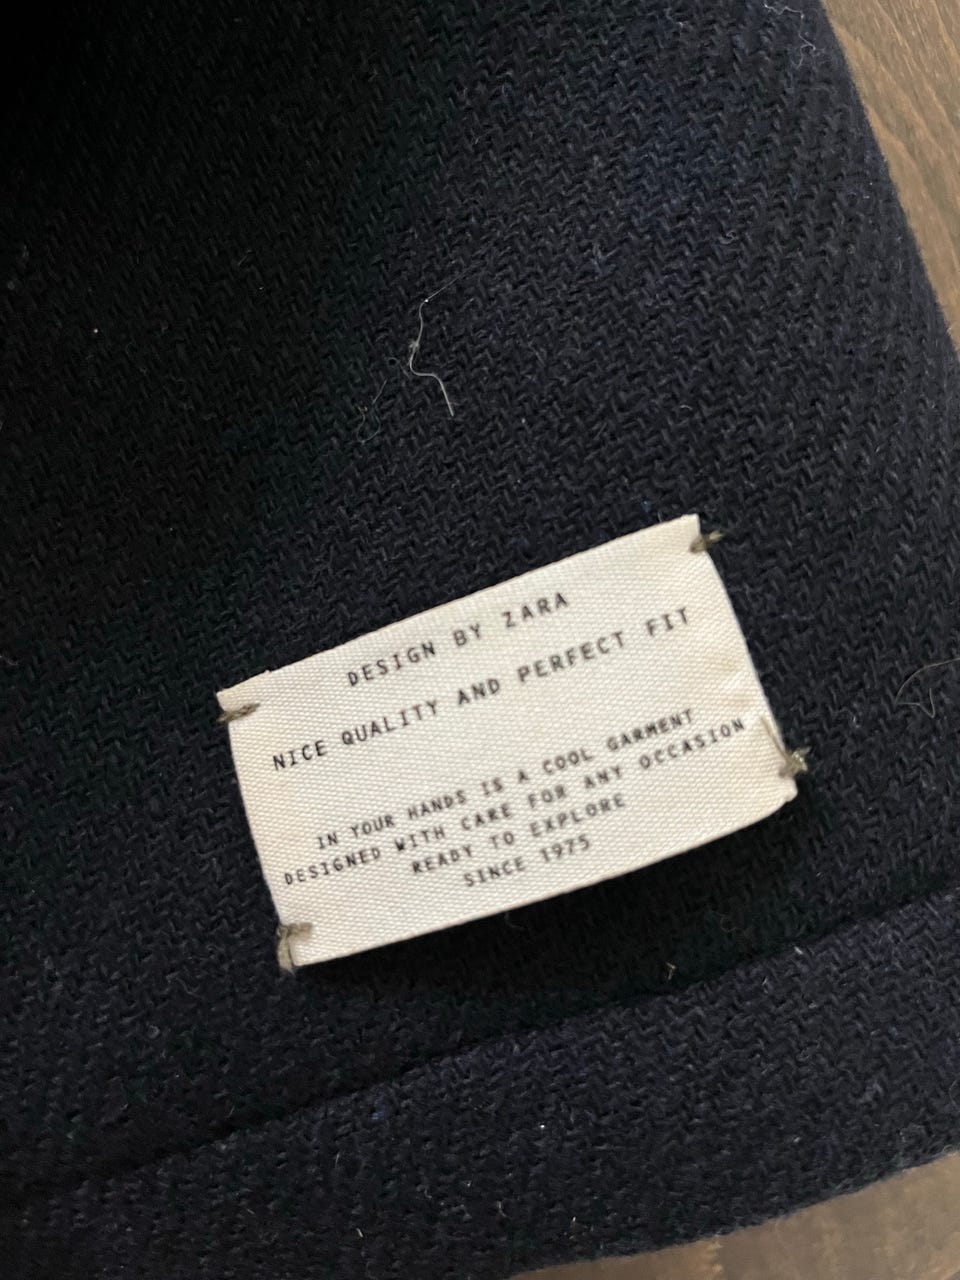 DESIGN BY ZARA
NICE QUALITY AND PERFECT FIT
IN YOUR HANDS IS A COOL GARMENT
DESIGNED WITH CARE FOR ANY OCCASION
READY TO EXPLORE
SINCE 1975